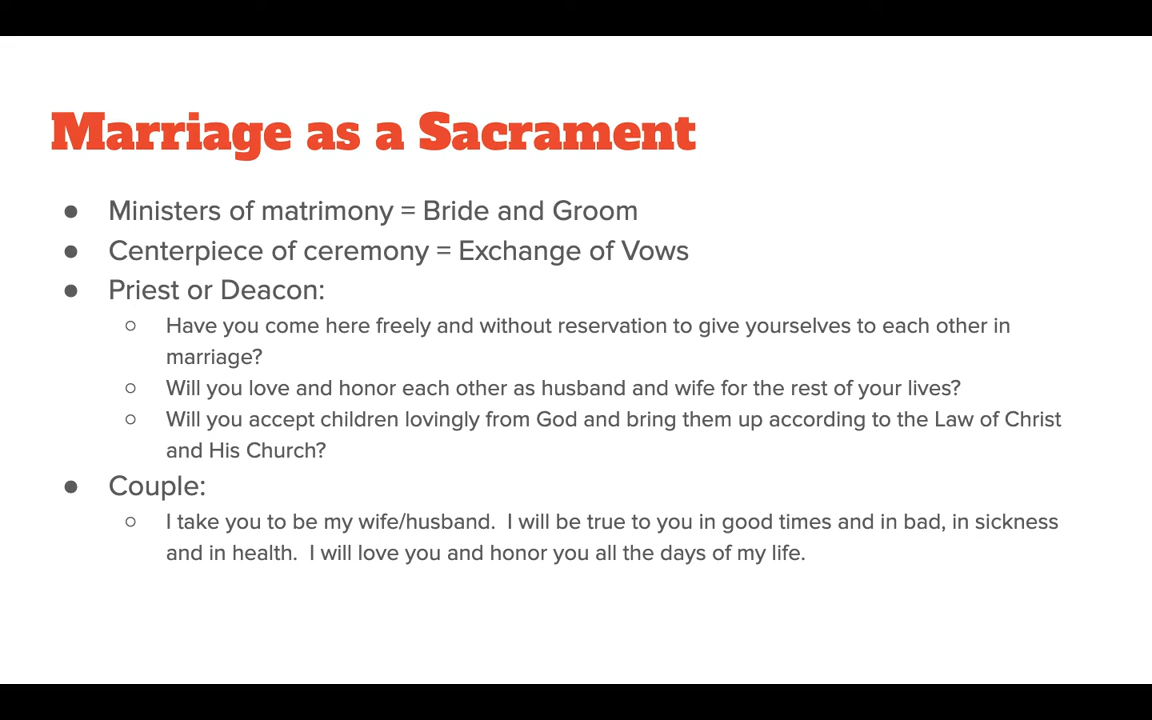 Marriage as a Sacrament
● Ministers of matrimony = Bride and Groom
● Centerpiece of ceremony = Exchange of Vows
● Priest or Deacon:
○ Have you come here freely and without reservation to give yourselves to each other in
marriage?
○ Will you love and honor each other as husband and wife for the rest of your lives?
○ Will you accept children lovingly from God and bring them up according to the Law of Christ
and His Church?
● Couple:
○ I take you to be my wife/husband.  I will be true to you in good times and in bad, in sickness
and in health.  I will love you and honor you all the days of my life.